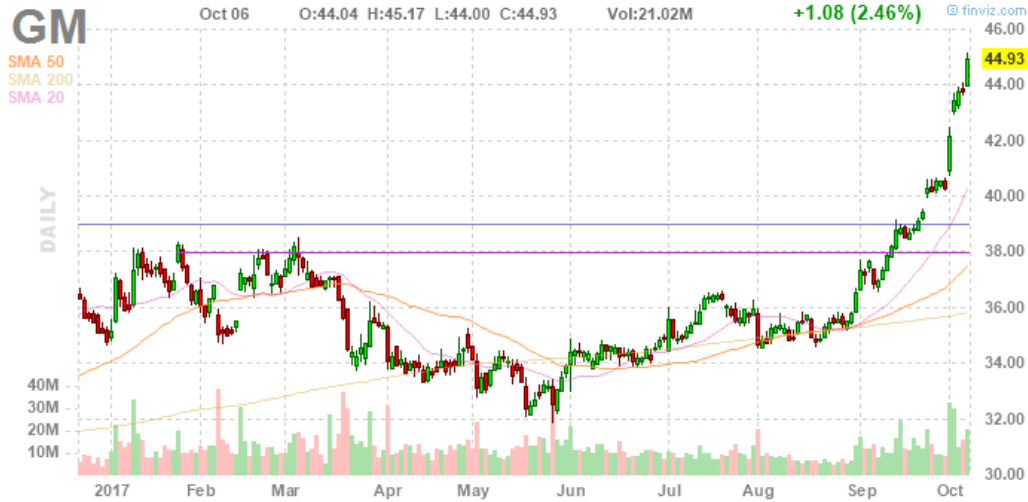 GM
Oct 06 O:44.04 H:45.17 L:44.00 C:44.93 Vol:21.02M +1.08 (2.46%) © finviz.com
SMA 50
SMA 200
SMA 20
DAILY
46.00
44.93
44.00
42.00
40.00
38.00
36.00
34.00
32.00
30.00
40M
30M
20M
10M
2017 Feb Mar Apr May Jun Jul Aug Sep Oct